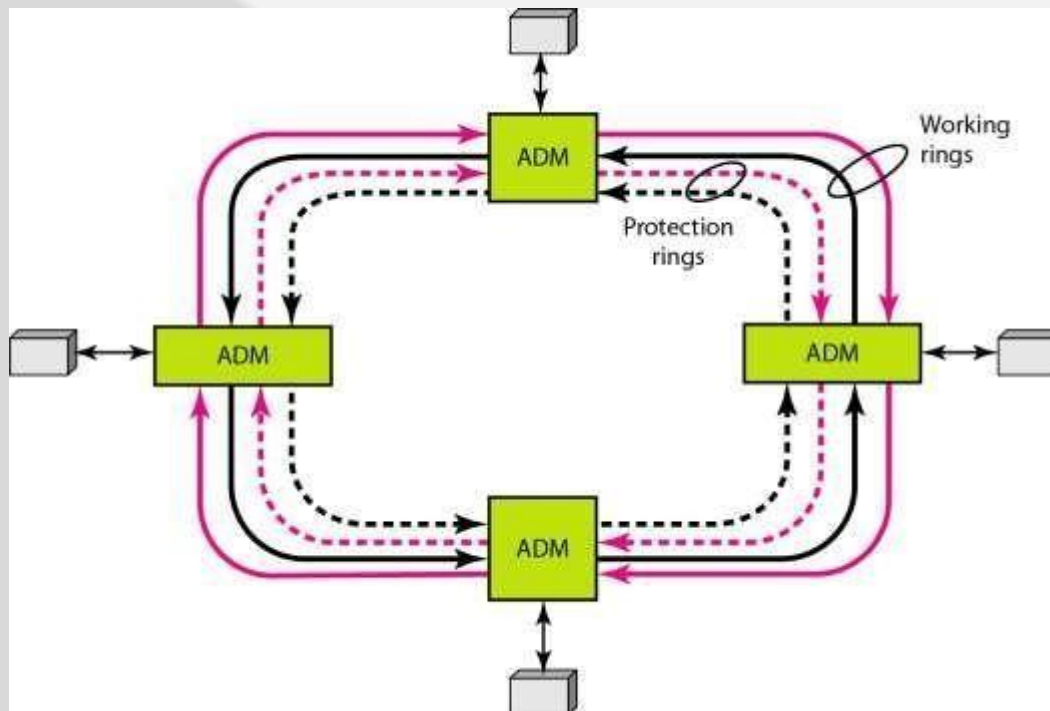 ADM
Working
rings
Protection
rings
ADM
ADM
ADM